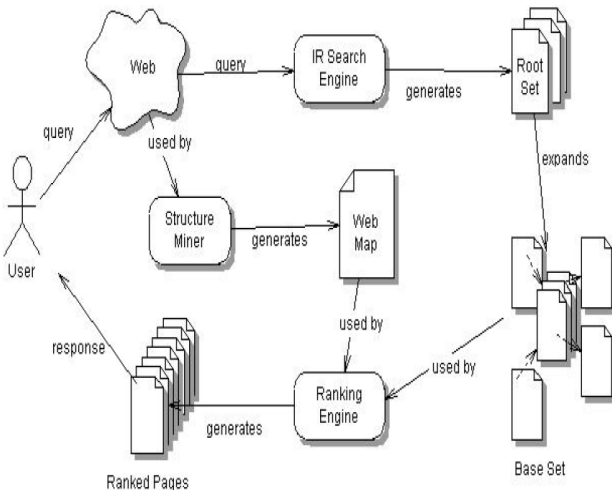 Web
query
IR Search
Engine
generates
Root
Set
query
used by
expands
User
Structure
Miner
generates
Web
Map
response
used by
used by
Ranking
Engine
generates
Ranked Pages
Base Set